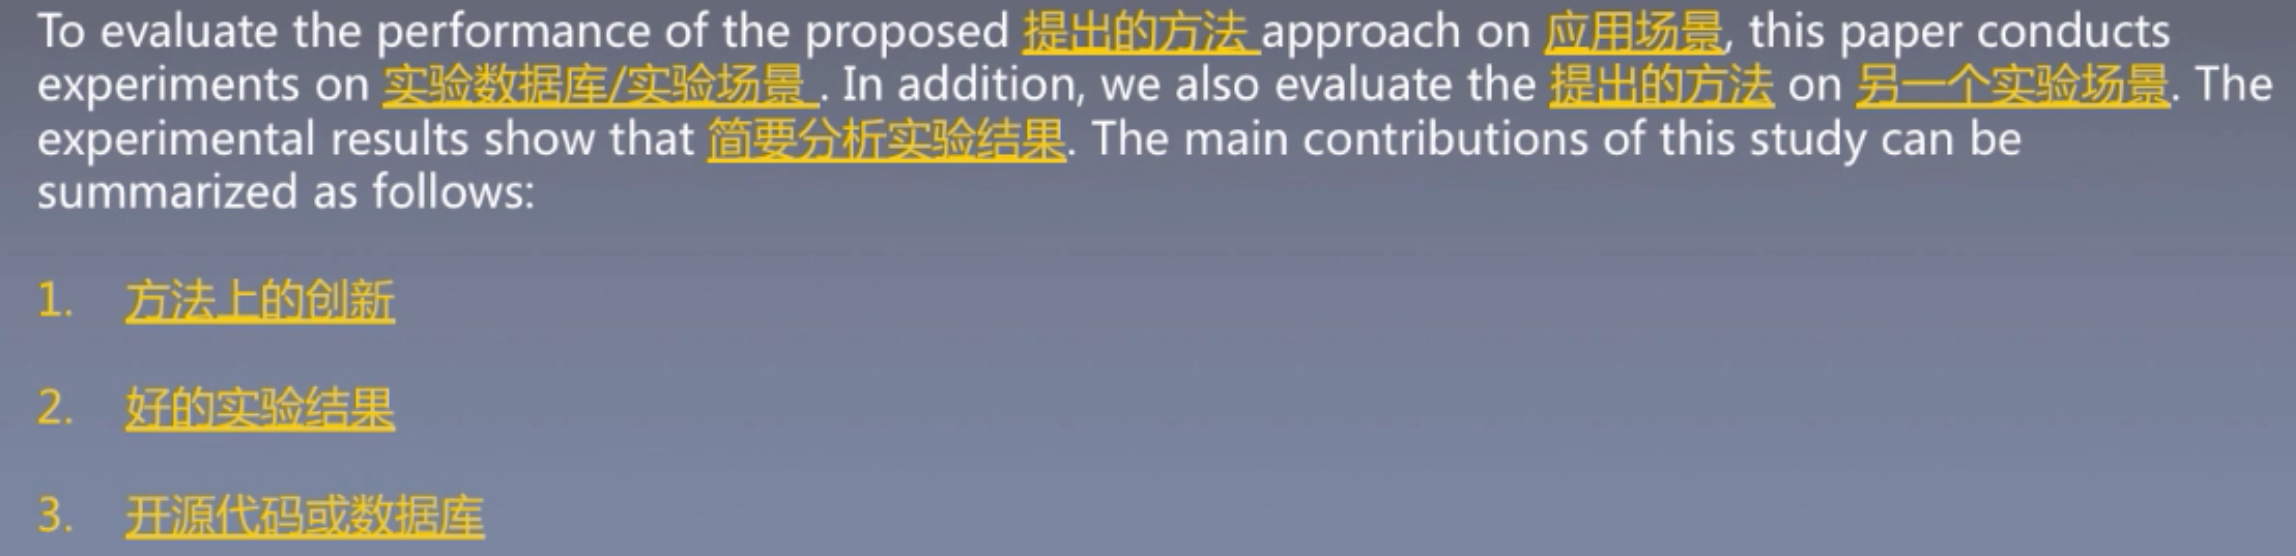 To evaluate the performance of the proposed 提出的方法 approach on 应用场景, this paper conducts
experiments on 实验数据库/实验场景 . In addition, we also evaluate the 提出的方法 on 另一个实验场景. The
experimental results show that 简要分析实验结果. The main contributions of this study can be
summarized as follows:
1. 方法上的创新
2. 好的实验结果
3. 开源代码或数据库